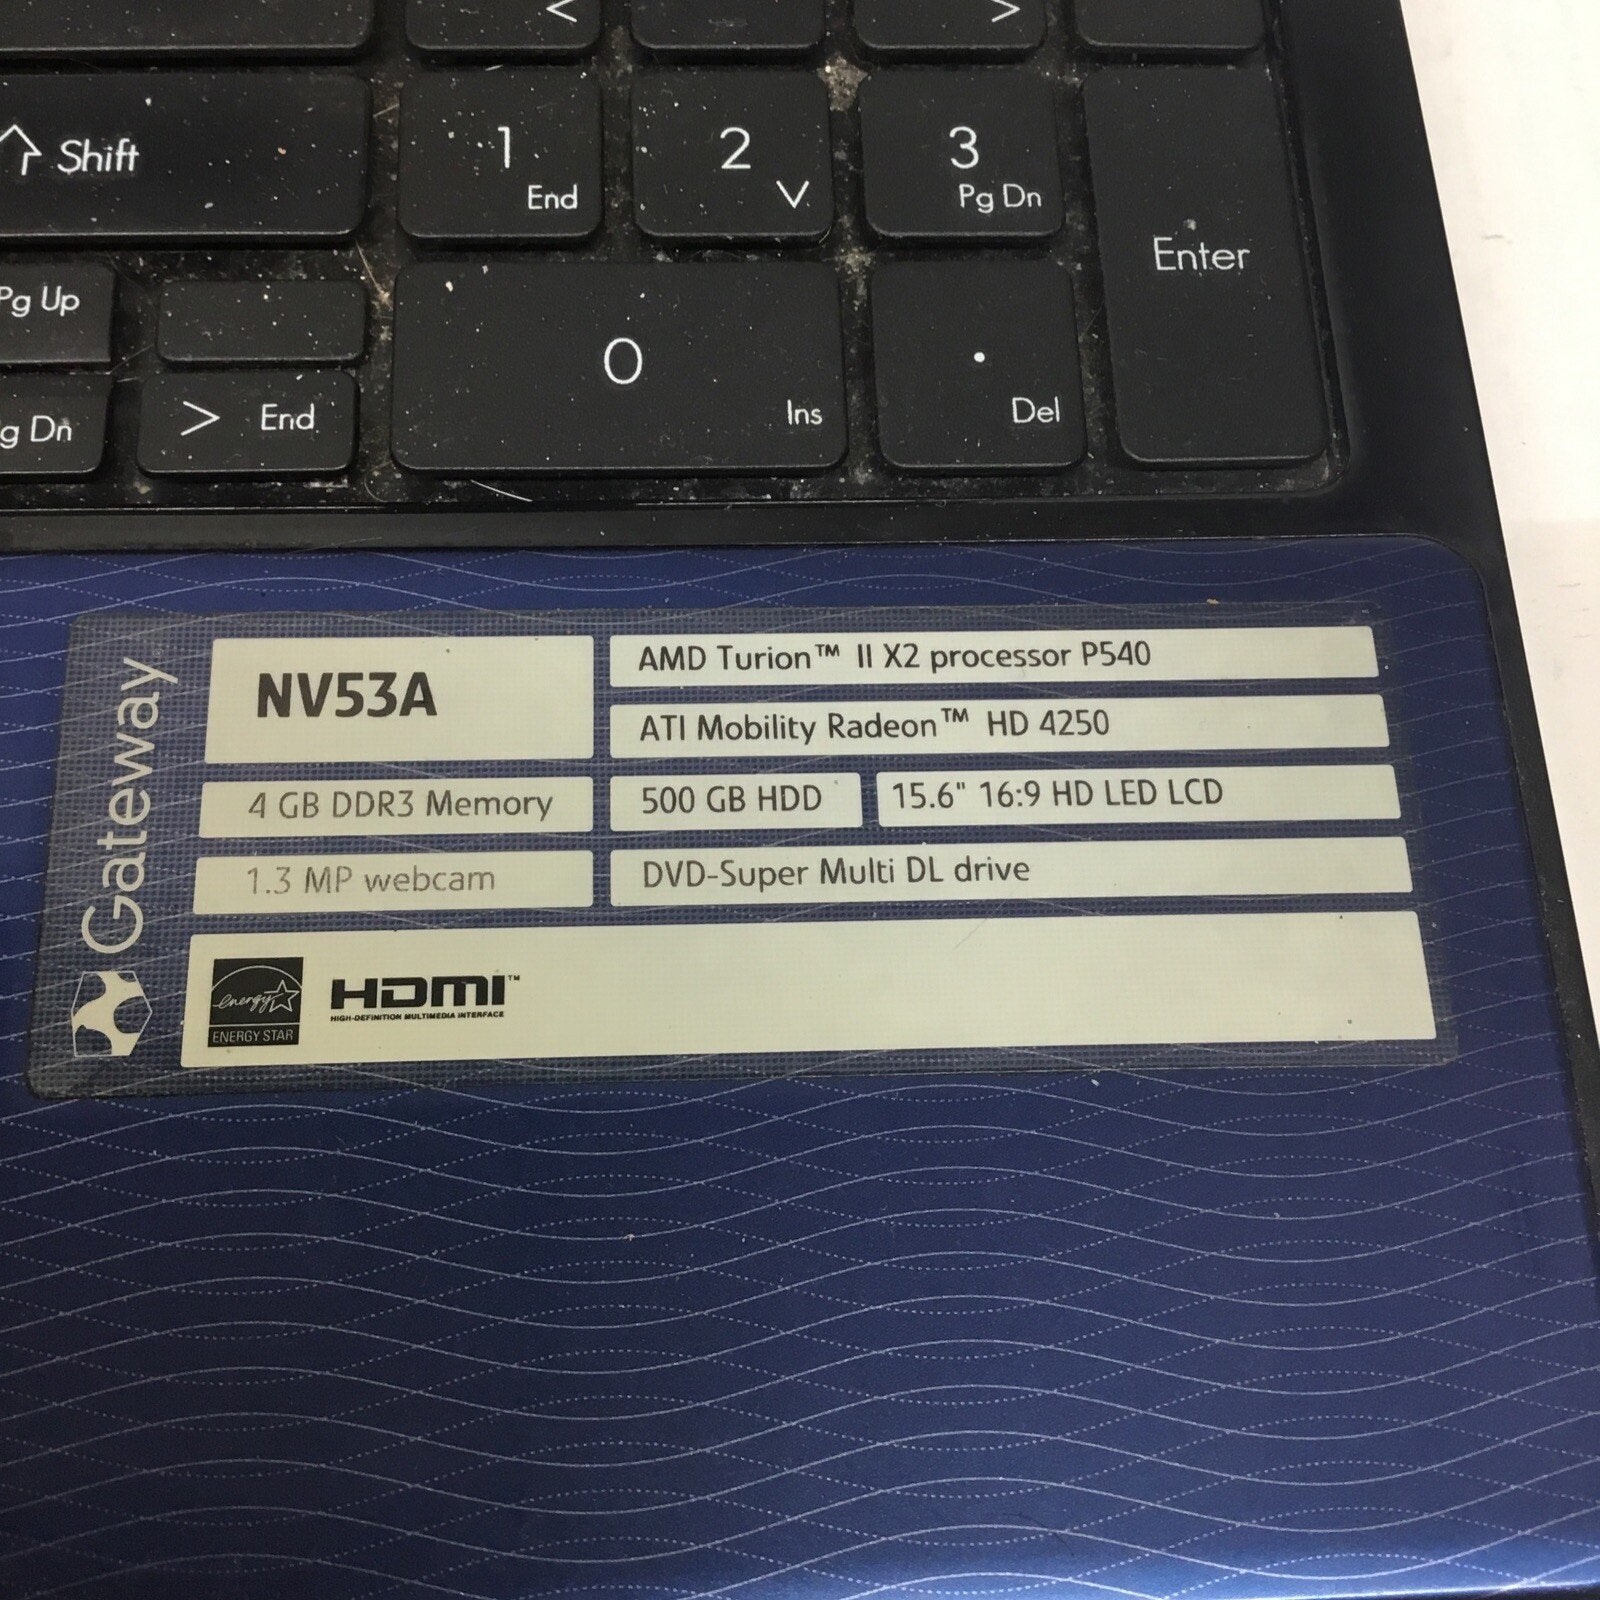 < >
Shift 1 End 2 V 3 Pg Dn
Enter
Pg Up
0 Ins . Del
g Dn > End
Gateway
NV53A
AMD Turion™ II X2 processor P540
ATI Mobility Radeon™ HD 4250
4 GB DDR3 Memory
500 GB HDD
15.6" 16:9 HD LED LCD
1.3 MP webcam
DVD-Super Multi DL drive
energy
ENERGY STAR
HDMI™
HIGH-DEFINITION MULTIMEDIA INTERFACE